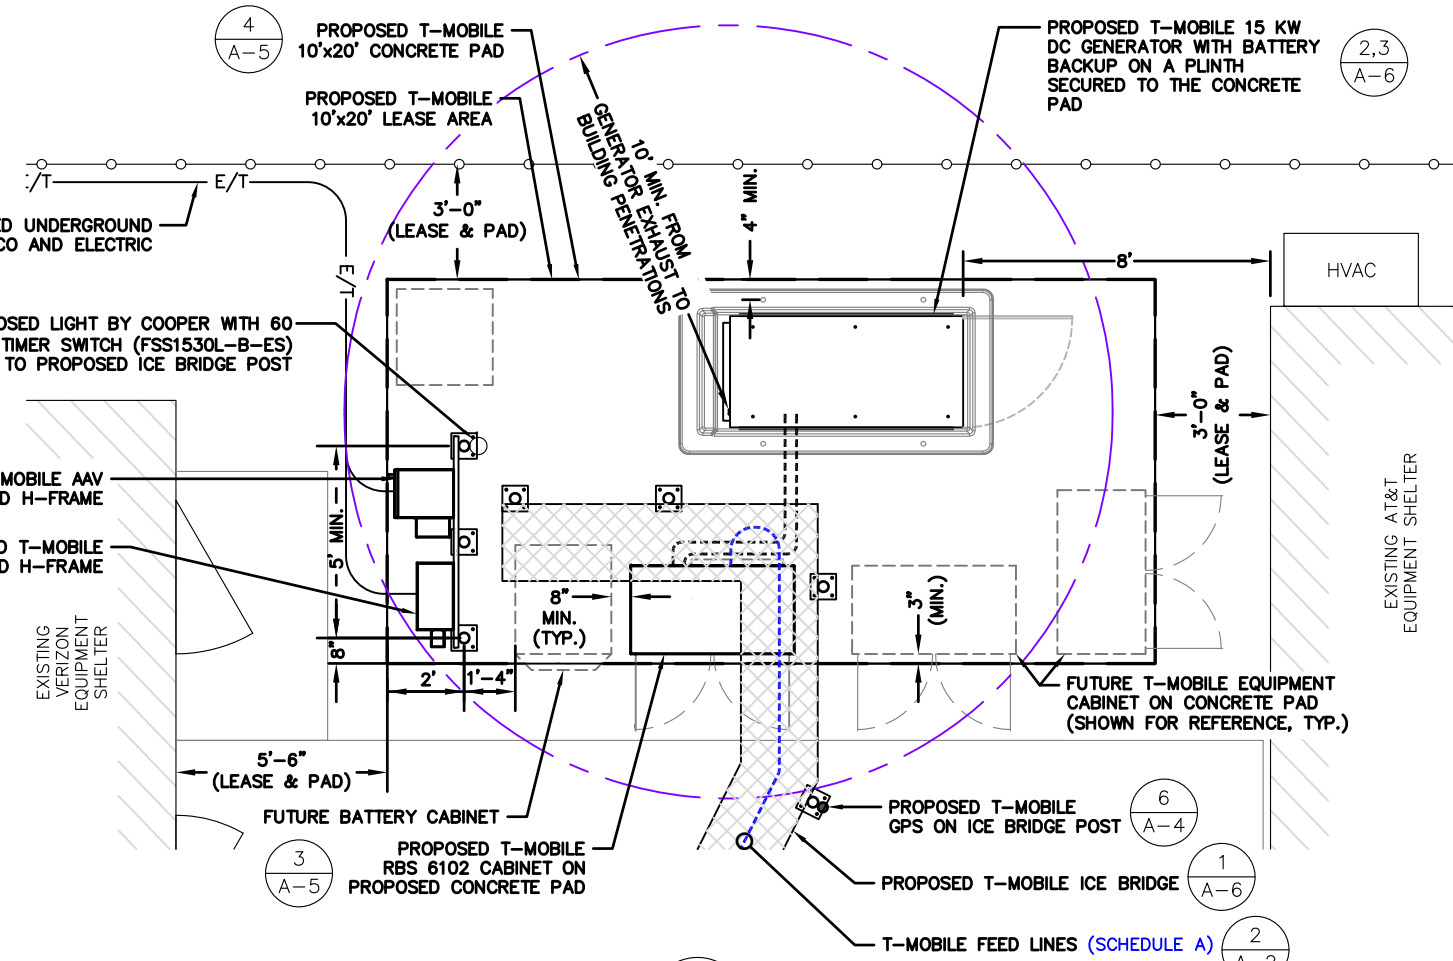 4
A-5
PROPOSED T-MOBILE
10'x20' CONCRETE PAD
PROPOSED T-MOBILE
10'x20' LEASE AREA
PROPOSED T-MOBILE 15 KW
DC GENERATOR WITH BATTERY
BACKUP ON A PLINTH
SECURED TO THE CONCRETE
PAD
2,3
A-6
10' MIN. FROM
GENERATOR EXHAUST TO
BUILDING PENETRATIONS
E/T
E/T
E/T
UNDERGROUND
AND ELECTRIC
3'-0"
(LEASE & PAD)
4" MIN.
8'
HVAC
LIGHT BY COOPER WITH 60
TIMER SWITCH (FSS1530L-B-ES)
TO PROPOSED ICE BRIDGE POST
3'-0"
(LEASE & PAD)
AAV
H-FRAME
T-MOBILE
H-FRAME
5' MIN.
8"
EXISTING
VERIZON
EQUIPMENT
SHELTER
EXISTING AT&T
EQUIPMENT SHELTER
8"
MIN.
(TYP.)
3"
(MIN.)
2'
1'-4"
5'-6"
(LEASE & PAD)
FUTURE T-MOBILE EQUIPMENT
CABINET ON CONCRETE PAD
(SHOWN FOR REFERENCE, TYP.)
FUTURE BATTERY CABINET
PROPOSED T-MOBILE
GPS ON ICE BRIDGE POST
6
A-4
3
A-5
PROPOSED T-MOBILE
RBS 6102 CABINET ON
PROPOSED CONCRETE PAD
PROPOSED T-MOBILE ICE BRIDGE
1
A-6
T-MOBILE FEED LINES (SCHEDULE A)
2